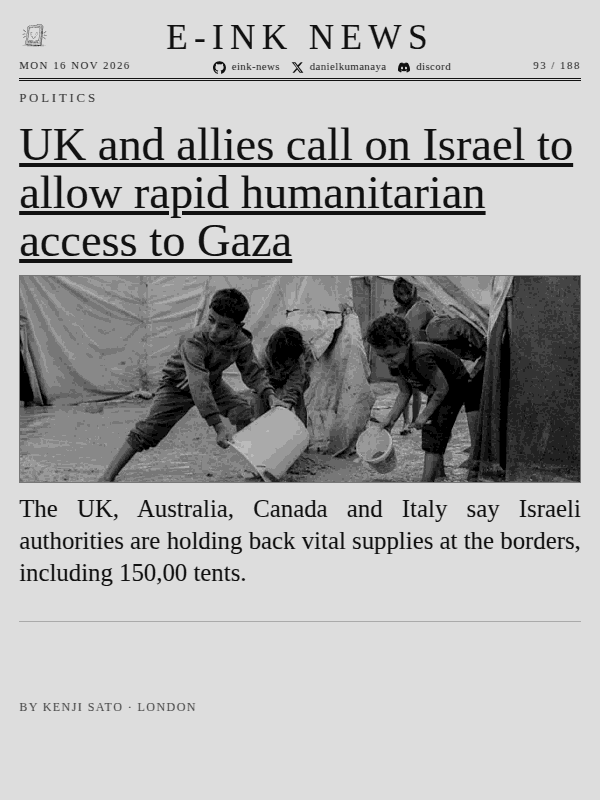 E-INK NEWS
MON 16 NOV 2026
eink-news
danielkumanaya
discord
93 / 188
POLITICS
UK and allies call on Israel to
allow rapid humanitarian
access to Gaza
The UK, Australia, Canada and Italy say Israeli
authorities are holding back vital supplies at the borders,
including 150,00 tents.
BY KENJI SATO · LONDON